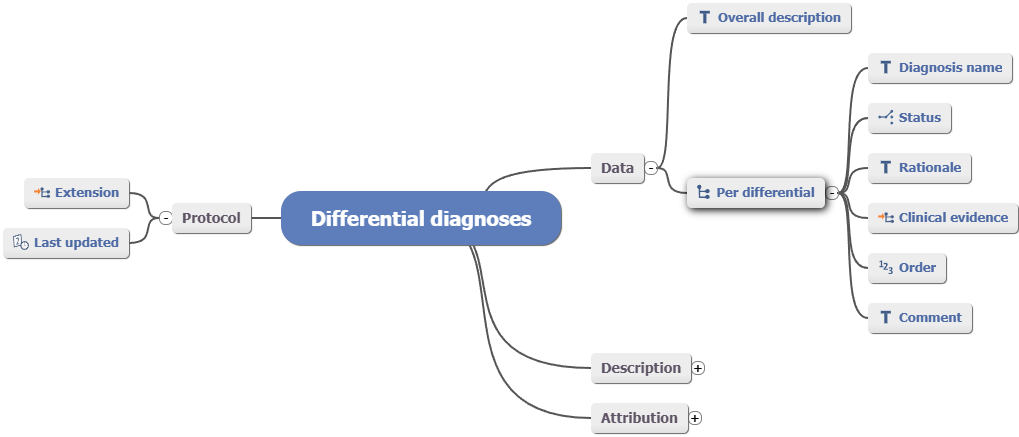 T Overall description
T Diagnosis name
Status
Data
T Rationale
Extension
Per differential
Protocol
Differential diagnoses
Clinical evidence
Last updated
123 Order
T Comment
Description
Attribution